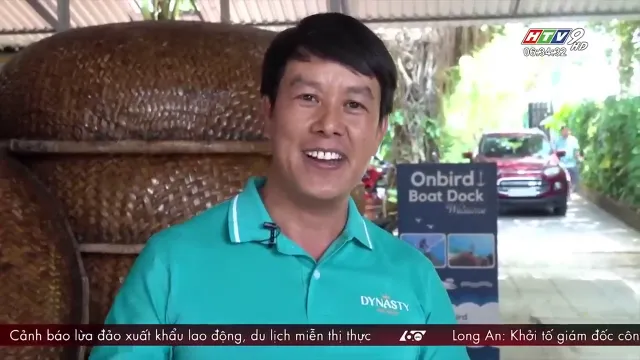 HTV9 HD
06:34:32
Onbird
Boat Dock
Welcome
DYNASTY
Cảnh báo lừa đảo xuất khẩu lao động, du lịch miễn thị thực
60
Long An: Khởi tố giám đốc côn